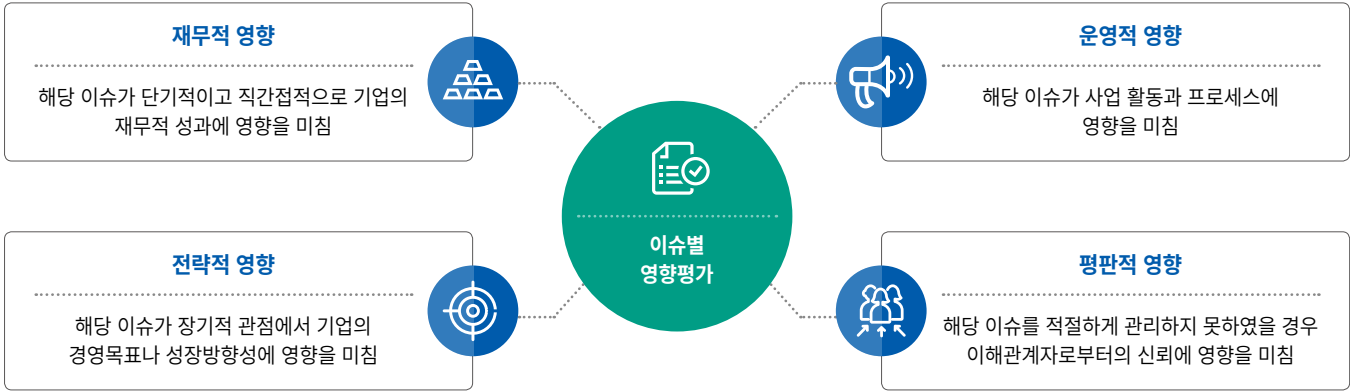 재무적 영향
해당 이슈가 단기적이고 직간접적으로 기업의
재무적 성과에 영향을 미침
운영적 영향
해당 이슈가 사업 활동과 프로세스에
영향을 미침
이슈별
영향평가
전략적 영향
해당 이슈가 장기적 관점에서 기업의
경영목표나 성장방향성에 영향을 미침
평판적 영향
해당 이슈를 적절하게 관리하지 못하였을 경우
이해관계자로부터의 신뢰에 영향을 미침